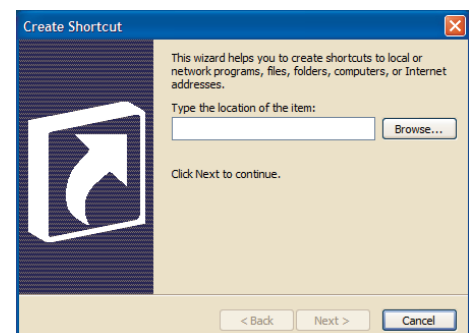 Create Shortcut
This wizard helps you to create shortcuts to local or
network programs, files, folders, computers, or Internet
addresses.
Type the location of the item:
Browse...
Click Next to continue.
< Back
Next >
Cancel